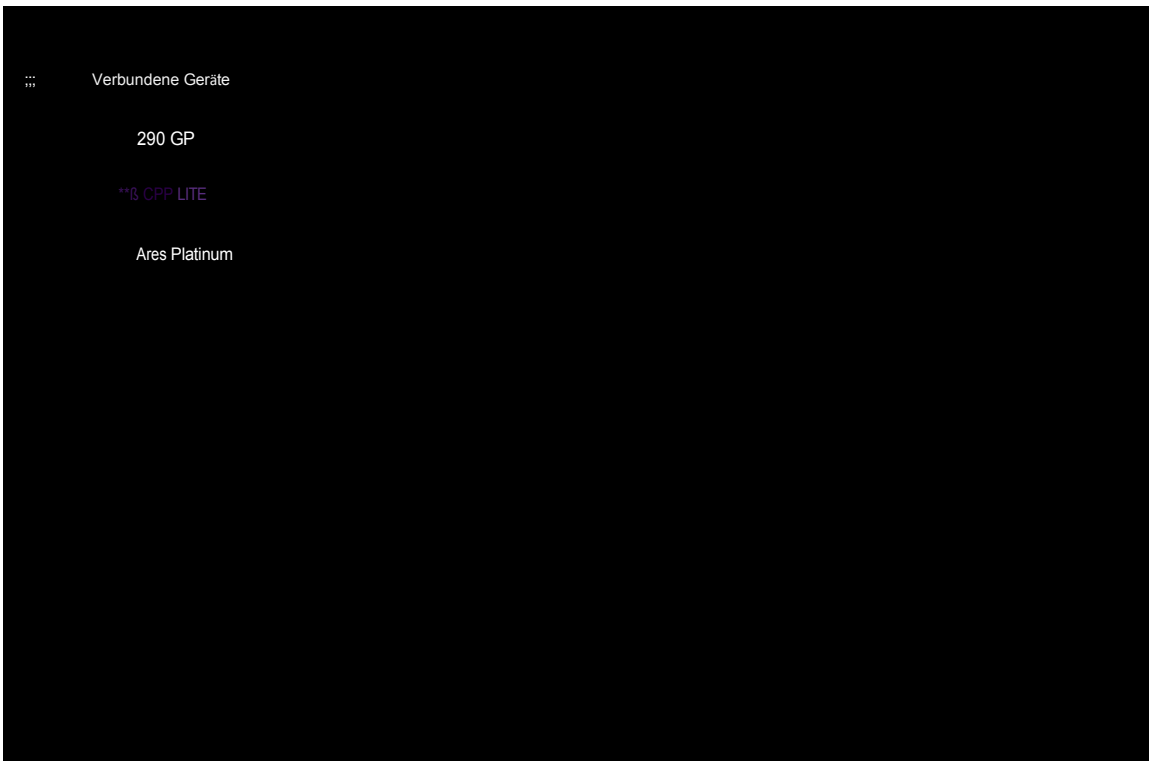 ;;; Verbundene Geräte
290 GP
**ß CPP LITE
Ares Platinum